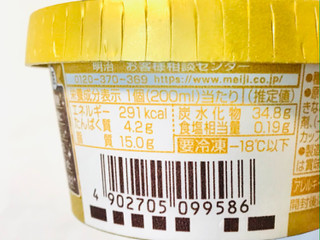 明治 お客様相談センター
0120-370-369 https://www.meiji.co.jp/
栄養成分表示 1個(200ml)当たり(推定値)
エネルギー 291kcal 炭水化物 34.8g
たんぱく質 4.2g 食塩相当量 0.19g
脂質 15.0g 要冷凍 -18℃以下
4 902705 099586